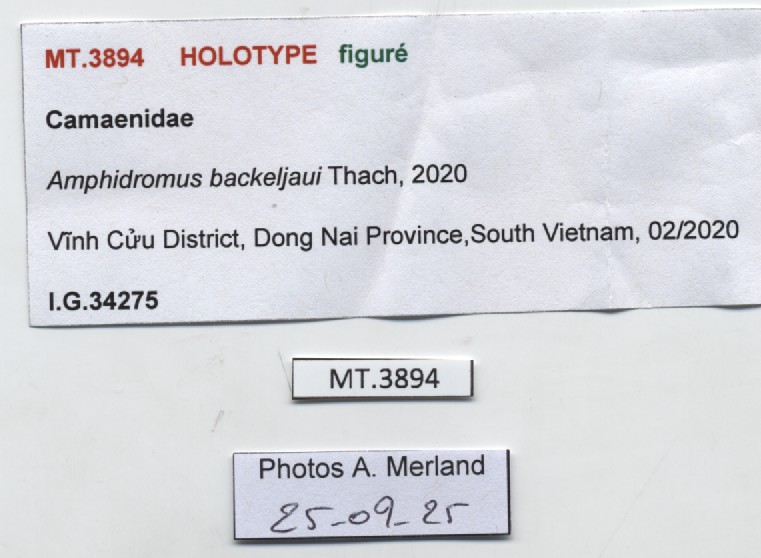 MT.3894 HOLOTYPE figuré
Camaenidae
Amphidromus backeljaui Thach, 2020
Vĩnh Cửu District, Dong Nai Province,South Vietnam, 02/2020
I.G.34275
MT.3894
Photos A. Merland
25-09-25